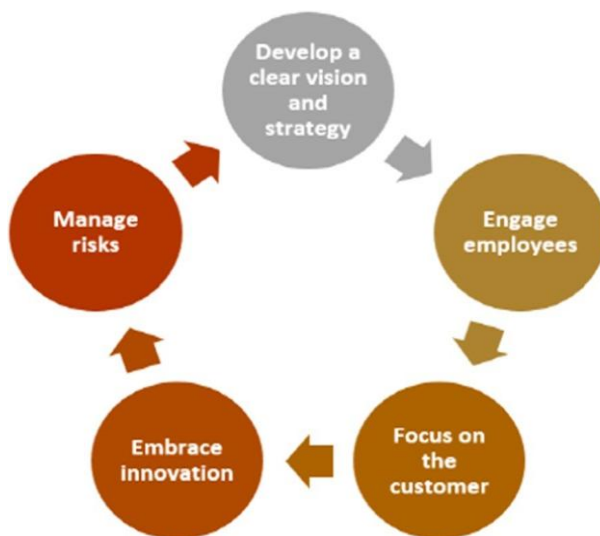 Develop a
clear vision
and
strategy
Engage
employees
Focus on
the
customer
Embrace
innovation
Manage
risks